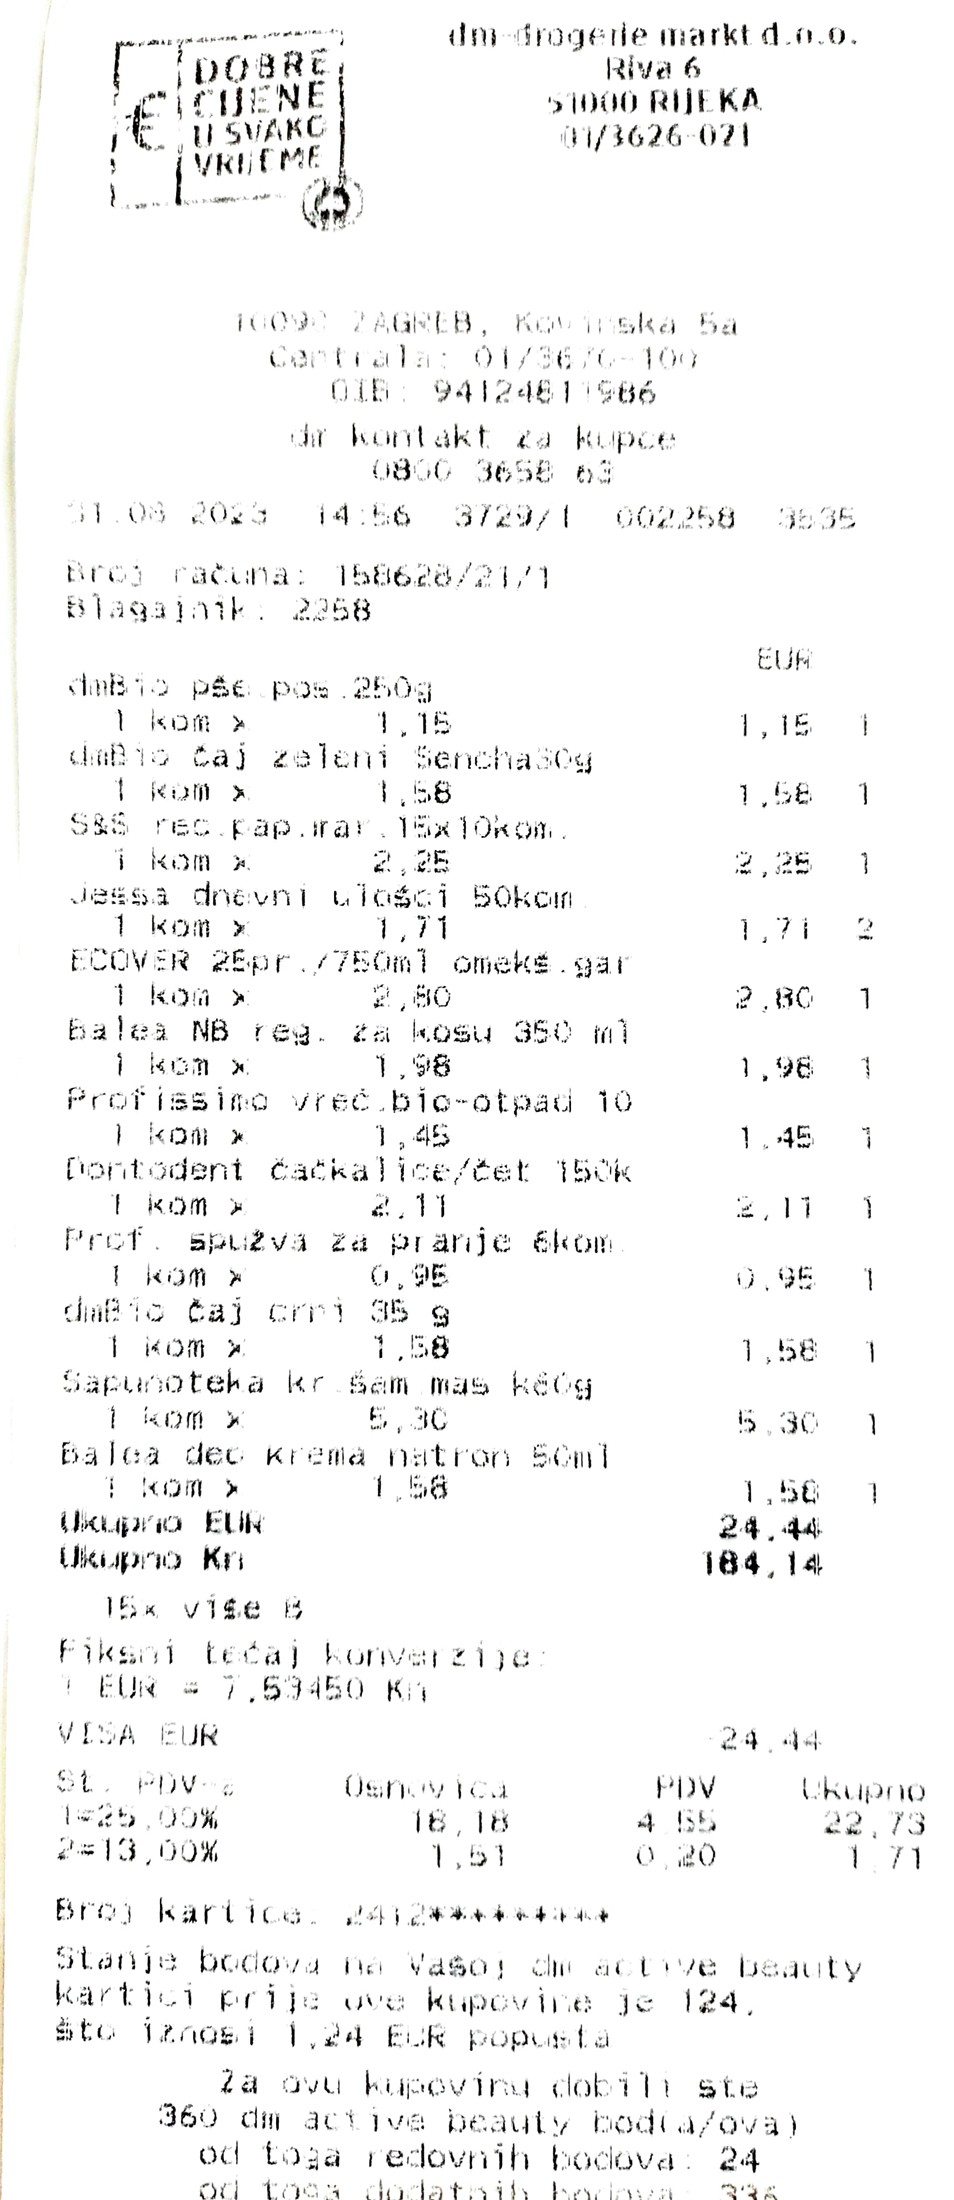 €
DOBRE
CIJENE
U SVAKO
VRIJEME
dm-drogerie markt d.o.o.
Riva 6
51000 RIJEKA
01/3626-021
10090 ZAGREB, Kovinska 5a
Centrala: 01/3670-100
OIB: 94124811986
dm kontakt za kupce
0800 3658 63
31.08 2023 14:56 3729/1 002258 3535
Broj računa: 158628/21/1
Blagajnik: 2258
EUR
dmBio pše.pos.250g
1 kom x 1,15 1,15 1
dmBio čaj zeleni Sencha30g
1 kom x 1,58 1,58 1
S&S rec.pap.mar.15x10kom.
1 kom x 2,25 2,25 1
Jessa dnevni ulošci 50kom.
1 kom x 1,71 1,71 2
ECOVER 25pr./750ml omekš.gar
1 kom x 2,80 2,80 1
Balea NB reg. za kosu 350 ml
1 kom x 1,98 1,98 1
Profissimo vreć.bio-otpad 10
1 kom x 1,45 1,45 1
Dontodent čačkalice/čet 150k
1 kom x 2,11 2,11 1
Prof. spužva za pranje 6kom.
1 kom x 0,95 0,95 1
dmBio čaj crni 35 g
1 kom x 1,58 1,58 1
Sapunoteka kr.šam.mas k60g
1 kom x 5,30 5,30 1
Balea deo krema natron 50ml
1 kom x 1,58 1,58 1
Ukupno EUR 24,44
Ukupno Kn 184,14
15x više B
Fiksni tečaj konverzije:
1 EUR = 7,53450 Kn
VISA EUR -24,44
St. PDV-a Osnovica PDV Ukupno
1=25,00% 18,18 4,55 22,73
2=13,00% 1,51 0,20 1,71
Broj kartice: 2412*********
Stanje bodova na Vašoj dm active beauty
kartici prije ove kupovine je 124,
što iznosi 1,24 EUR popusta
Za ovu kupovinu dobili ste
360 dm active beauty bod(a/ova)
od toga redovnih bodova: 24
od toga dodatnih bodova: 336